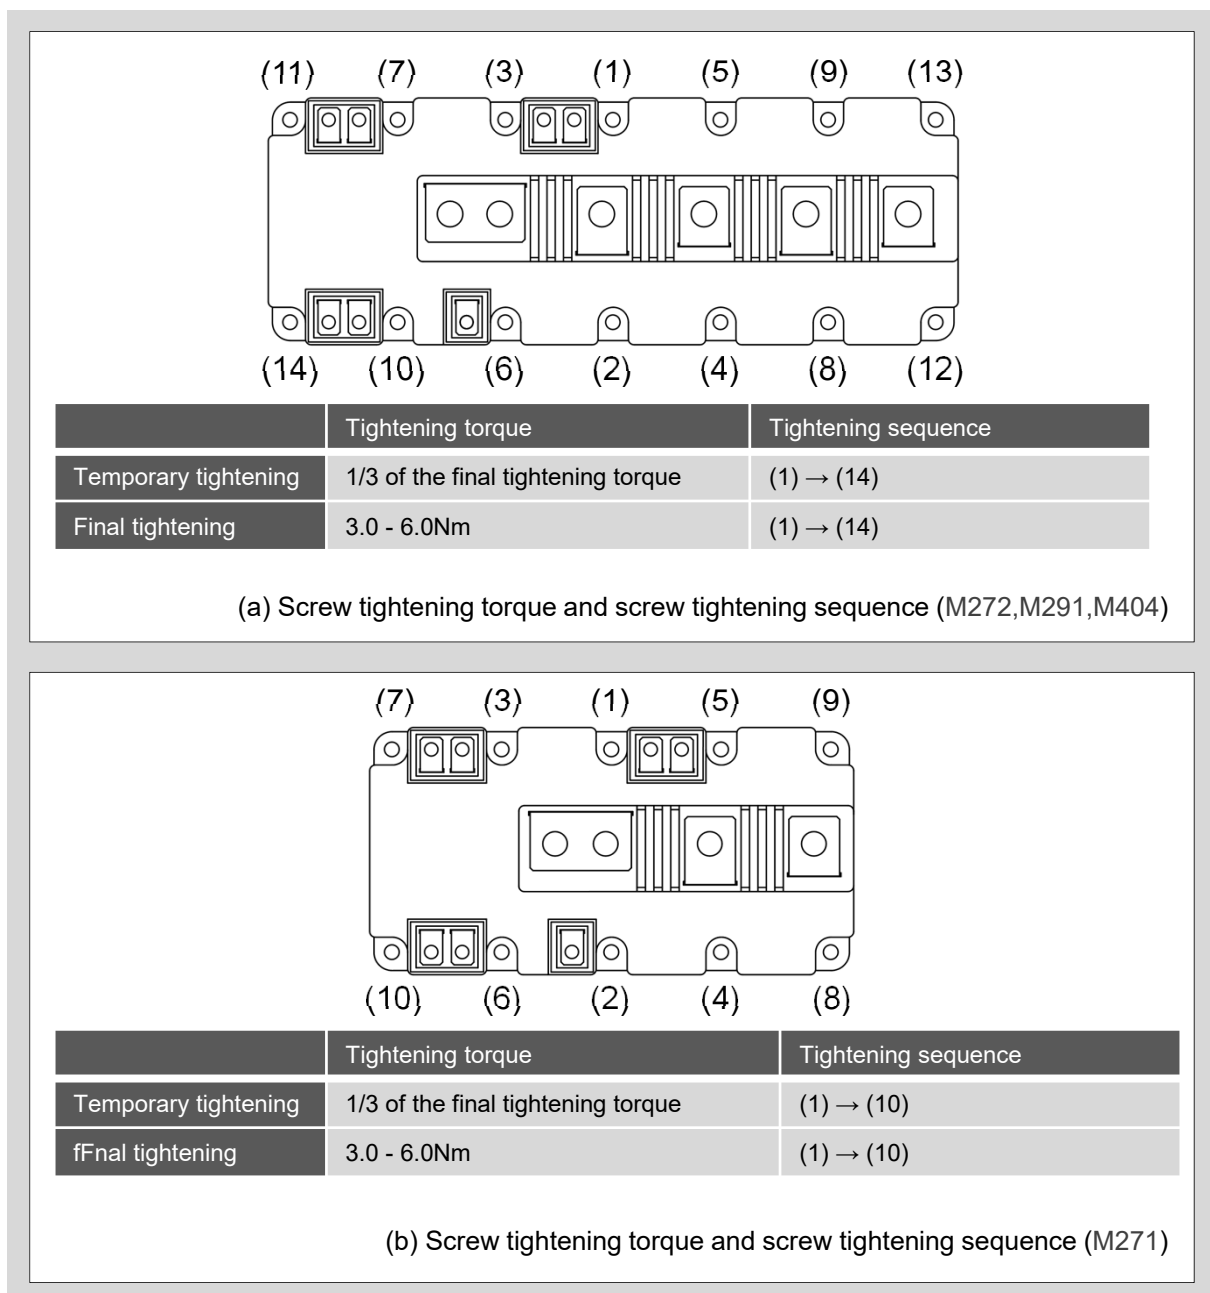 (11) (7) (3) (1) (5) (9) (13)
(14) (10) (6) (2) (4) (8) (12)
Tightening torque Tightening sequence
Temporary tightening 1/3 of the final tightening torque (1) → (14)
Final tightening 3.0 - 6.0Nm (1) → (14)
(a) Screw tightening torque and screw tightening sequence (M272,M291,M404)
(7) (3) (1) (5) (9)
(10) (6) (2) (4) (8)
Tightening torque Tightening sequence
Temporary tightening 1/3 of the final tightening torque (1) → (10)
fFnal tightening 3.0 - 6.0Nm (1) → (10)
(b) Screw tightening torque and screw tightening sequence (M271)